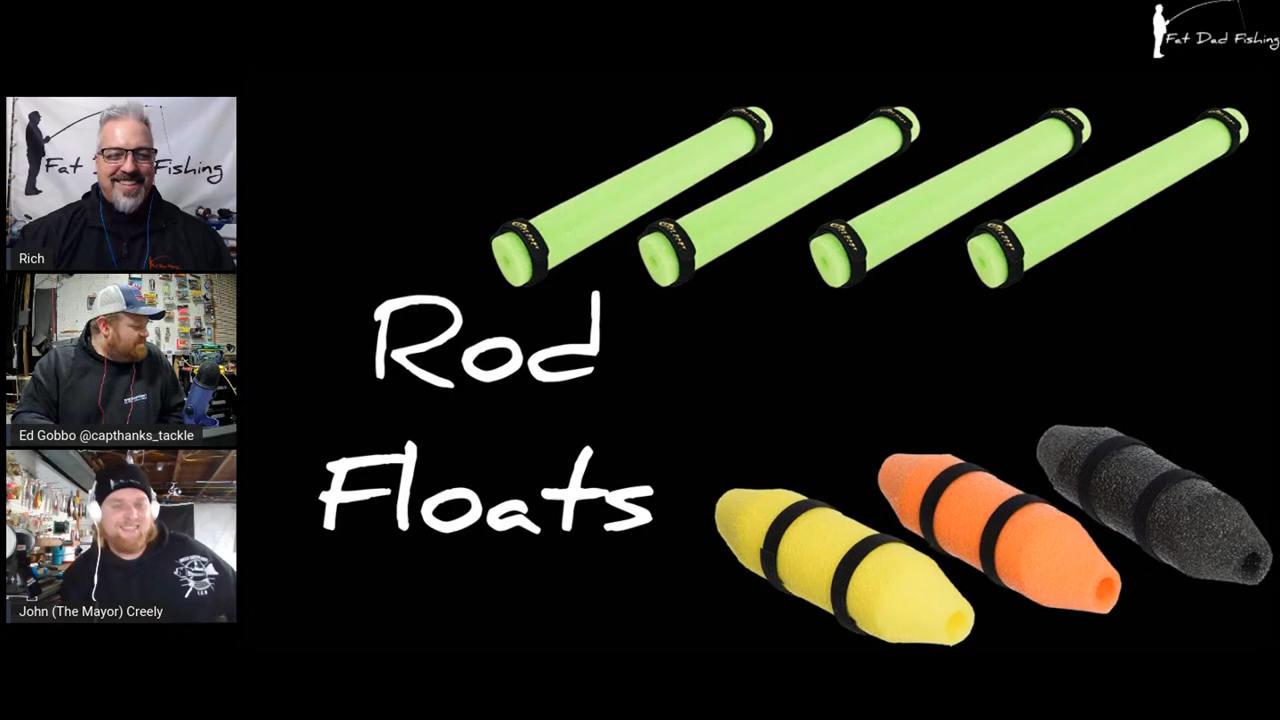 Fat Dad Fishing
Fat Fishing
Rich
Ed Gobbo @capthanks_tackle
John (The Mayor) Creely
Rod
Floats